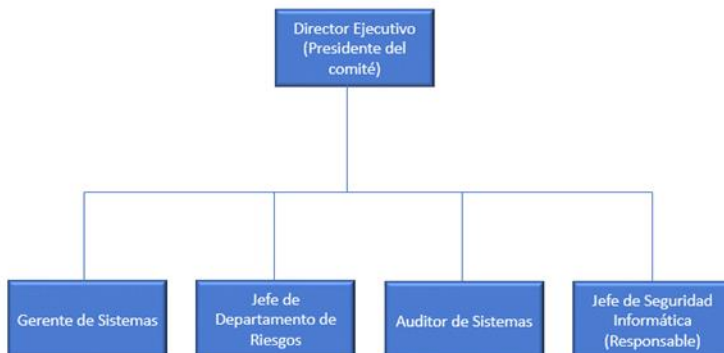 Director Ejecutivo
(Presidente del
comité)
Gerente de Sistemas
Jefe de
Departamento de
Riesgos
Auditor de Sistemas
Jefe de Seguridad
Informática
(Responsable)